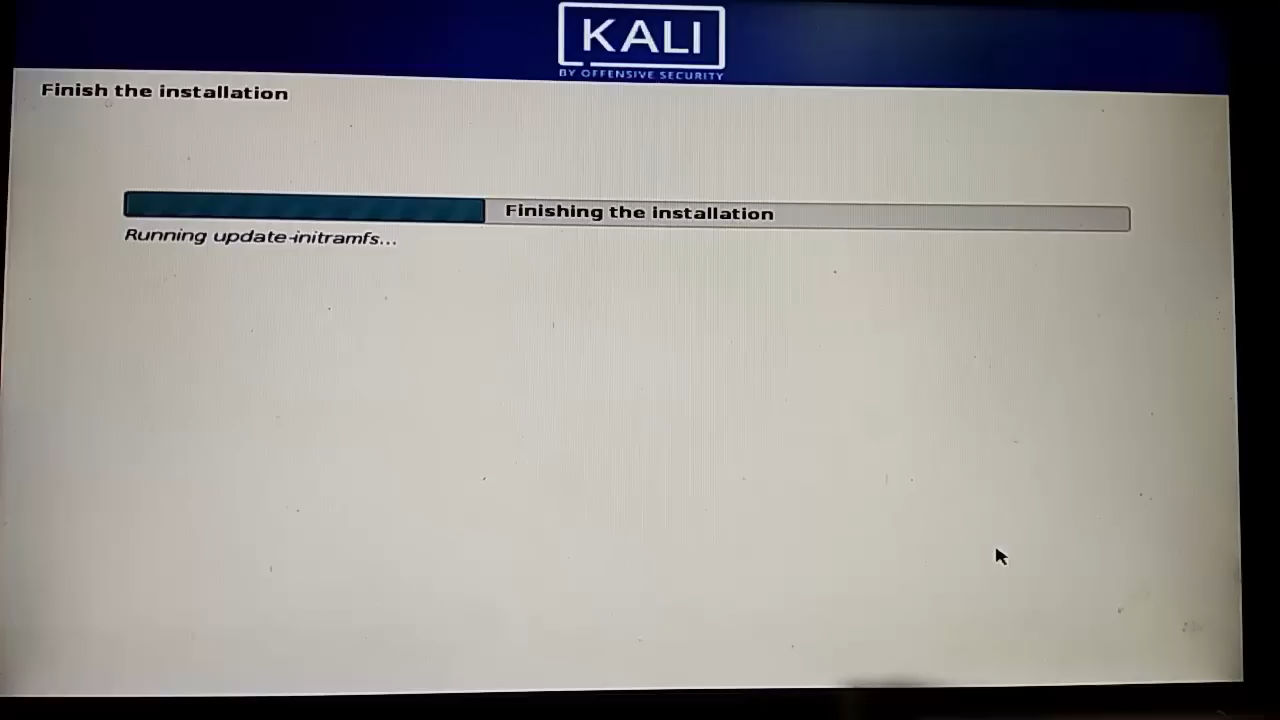 KALI
BY OFFENSIVE SECURITY
Finish the installation
Finishing the installation
Running update-initramfs...